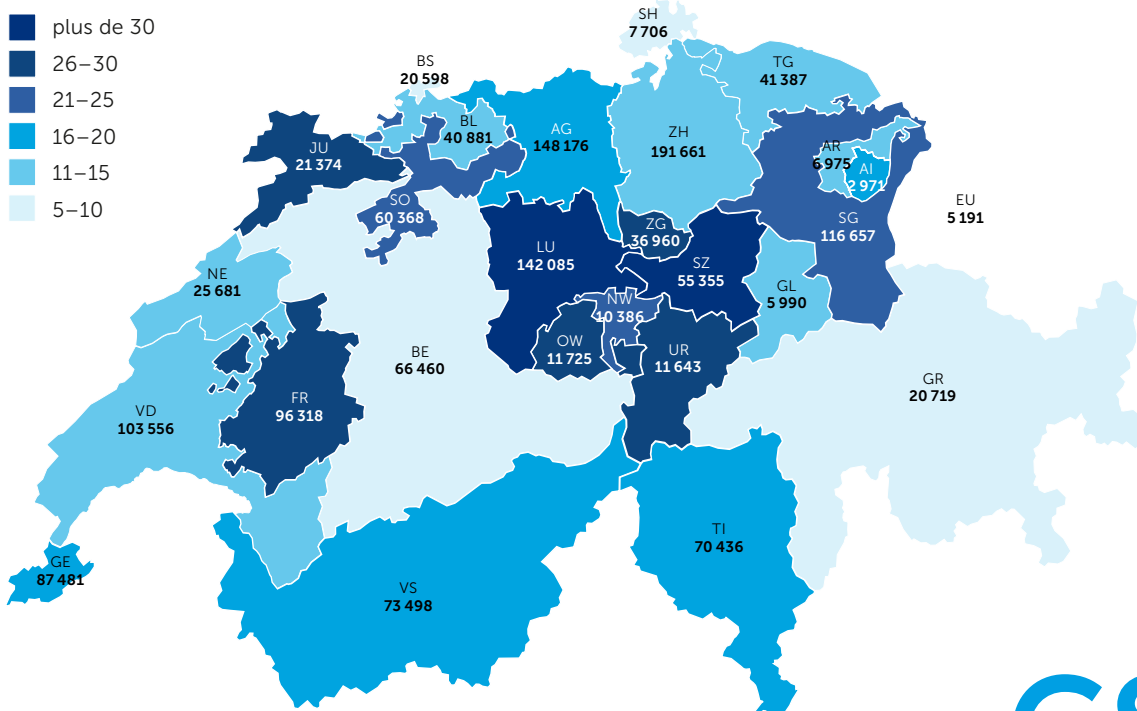 plus de 30
26–30
21–25
16–20
11–15
5–10
SH
7 706
BS
20 598
TG
41 387
BL
40 881
AG
148 176
ZH
191 661
JU
21 374
AR
6 975
AI
2 971
EU
5 191
SO
60 368
SG
116 657
ZG
36 960
LU
142 085
SZ
55 355
NE
25 681
GL
5 990
NW
10 386
OW
11 725
UR
11 643
BE
66 460
GR
20 719
FR
96 318
VD
103 556
TI
70 436
GE
87 481
VS
73 498